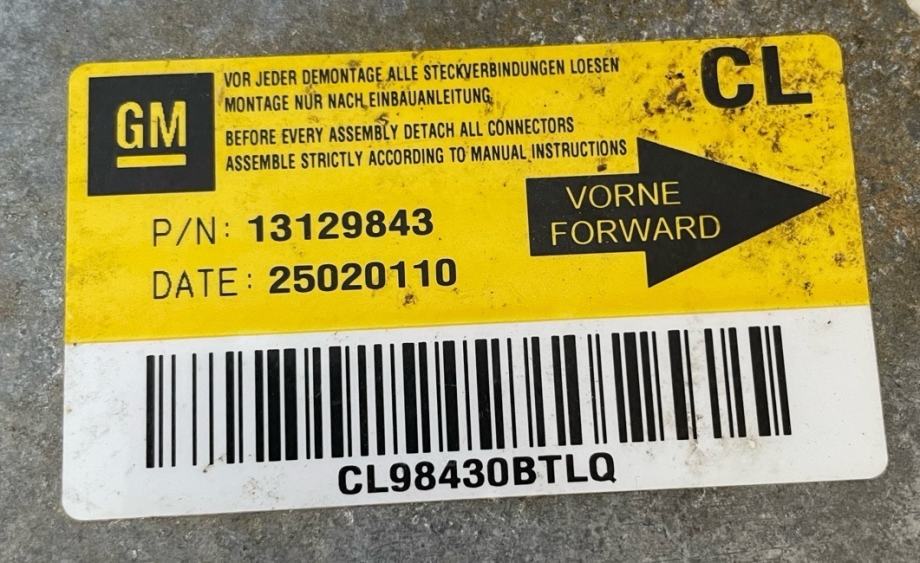 GM
VOR JEDER DEMONTAGE ALLE STECKVERBINDUNGEN LOESEN
MONTAGE NUR NACH EINBAUANLEITUNG
BEFORE EVERY ASSEMBLY DETACH ALL CONNECTORS
ASSEMBLE STRICTLY ACCORDING TO MANUAL INSTRUCTIONS
CL
VORNE
FORWARD
P/N: 13129843
DATE: 25020110
CL98430BTLQ